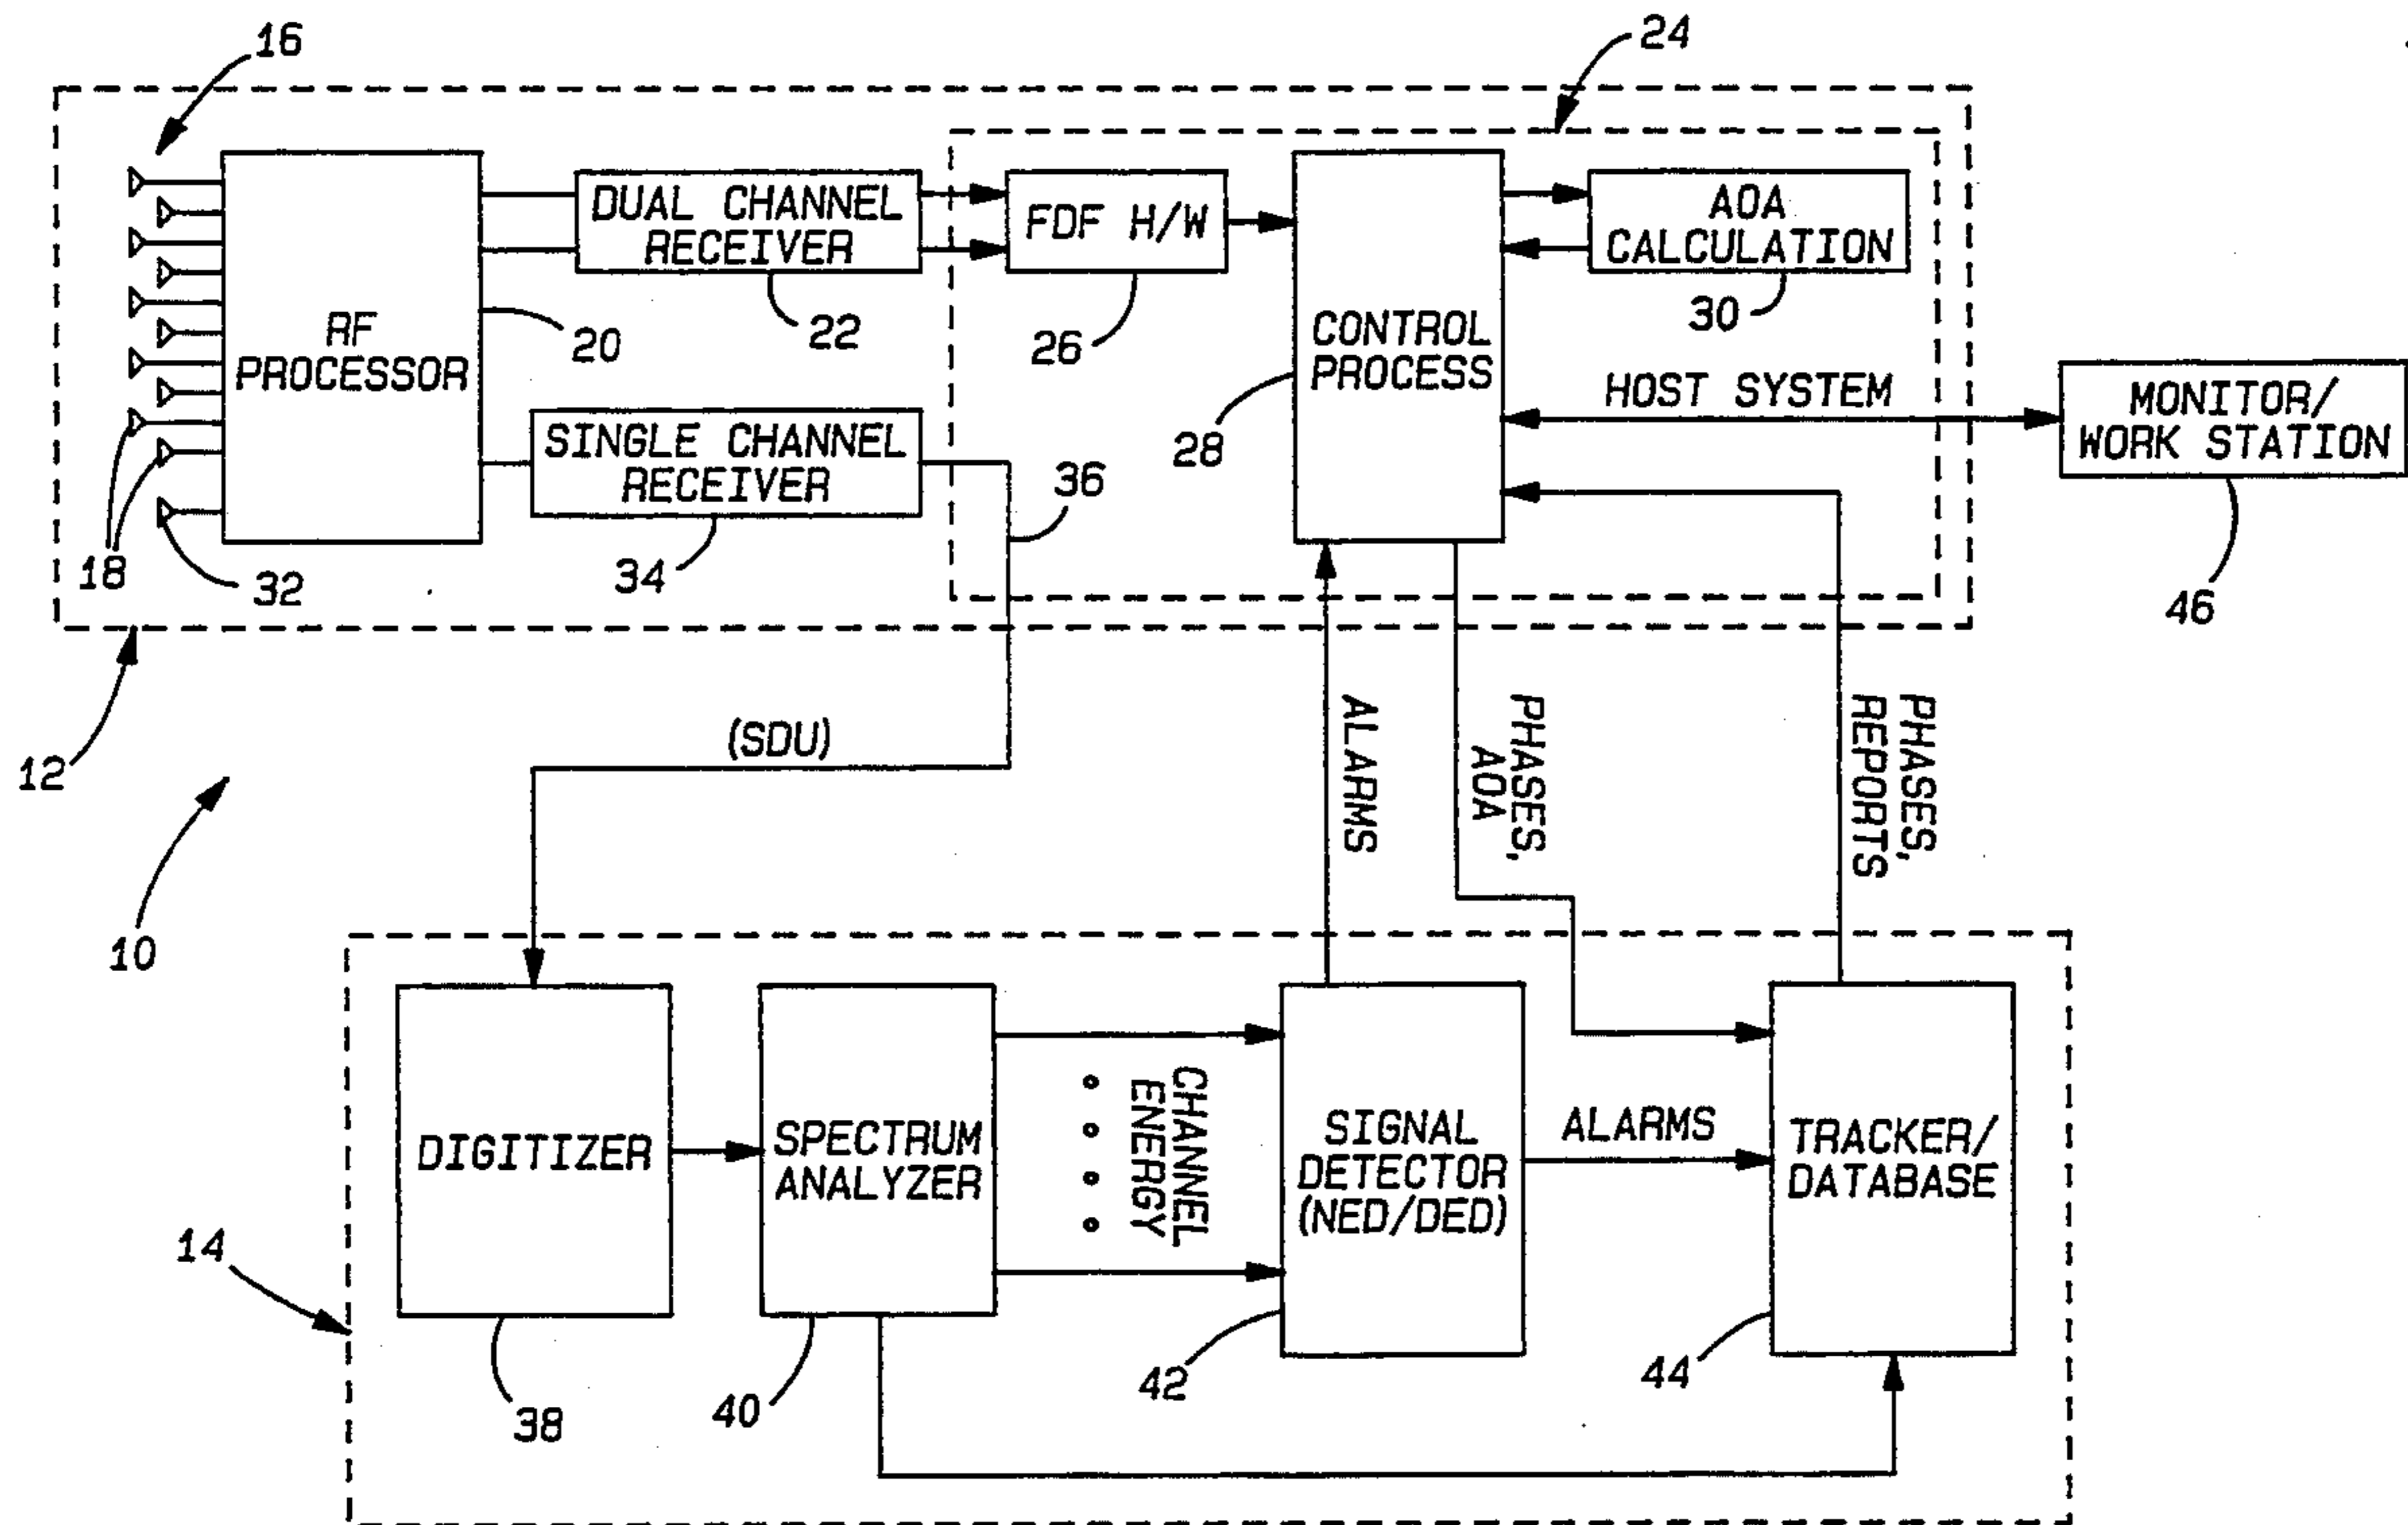 16
24
DUAL CHANNEL
RECEIVER
FDF H/W
AOA
CALCULATION
RF
PROCESSOR
20
22
26
CONTROL
PROCESS
30
28
HOST SYSTEM
MONITOR/
WORK STATION
SINGLE CHANNEL
RECEIVER
36
18
32
34
46
12
(SDU)
ALARMS
PHASES,
AOA
PHASES,
REPORTS
10
14
DIGITIZER
SPECTRUM
ANALYZER
CHANNEL
ENERGY
SIGNAL
DETECTOR
(NED/DED)
ALARMS
TRACKER/
DATABASE
38
40
42
44